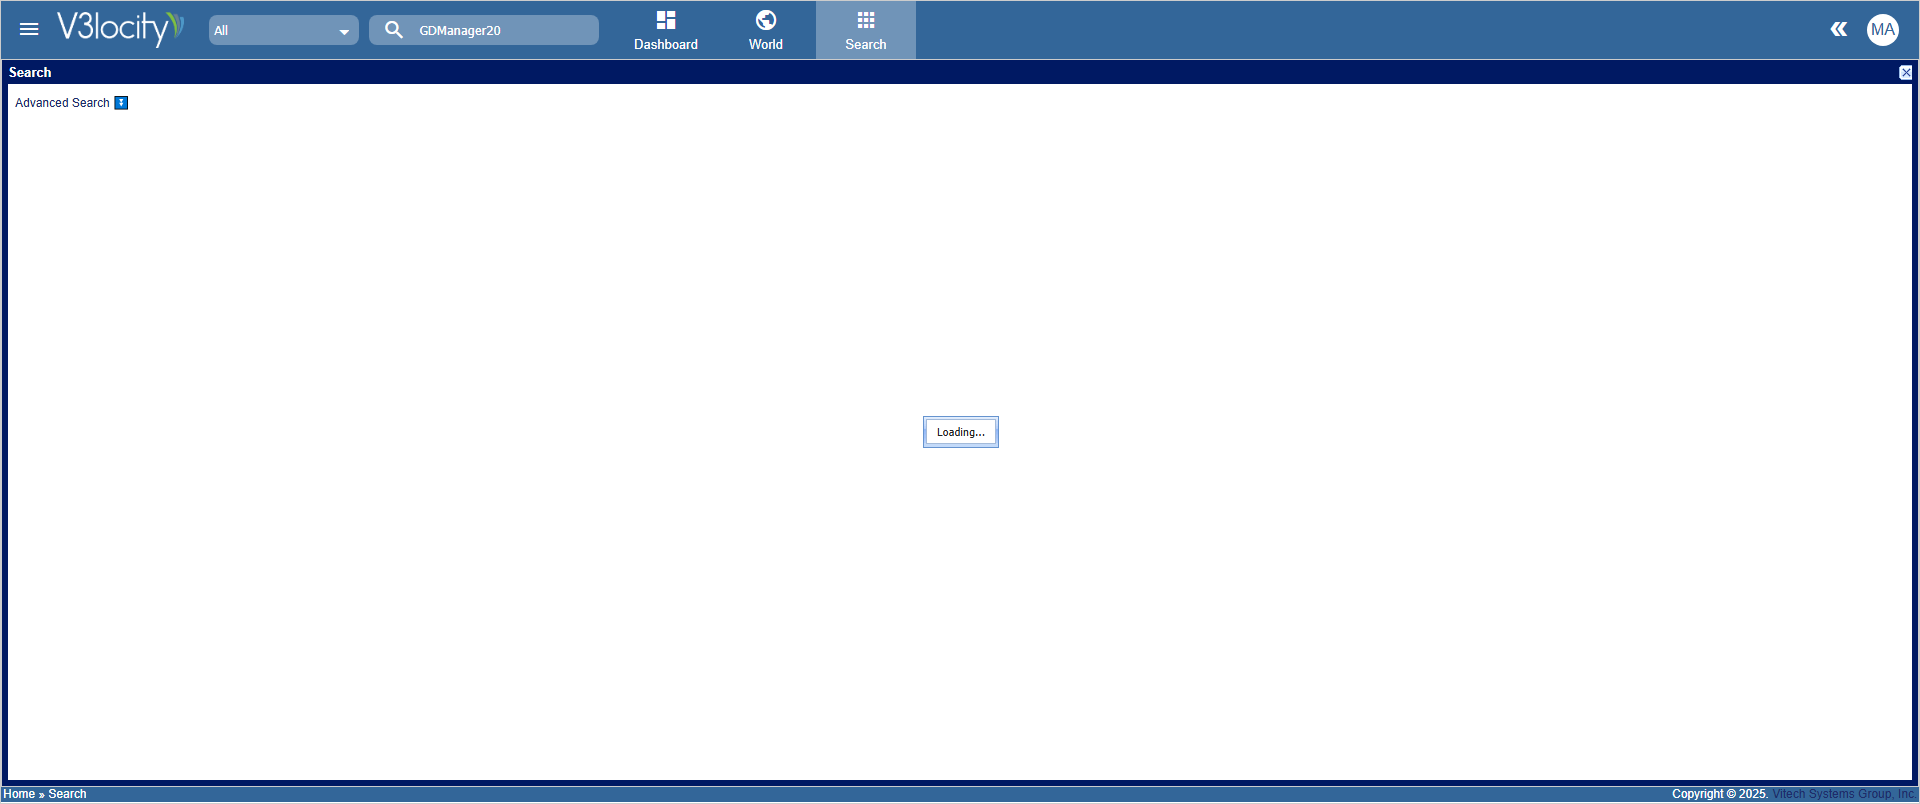 V3locity
All
GDManager20
Dashboard
World
Search
MA
Search
Advanced Search
Loading...
Home » Search
Copyright © 2025. Vitech Systems Group, Inc.